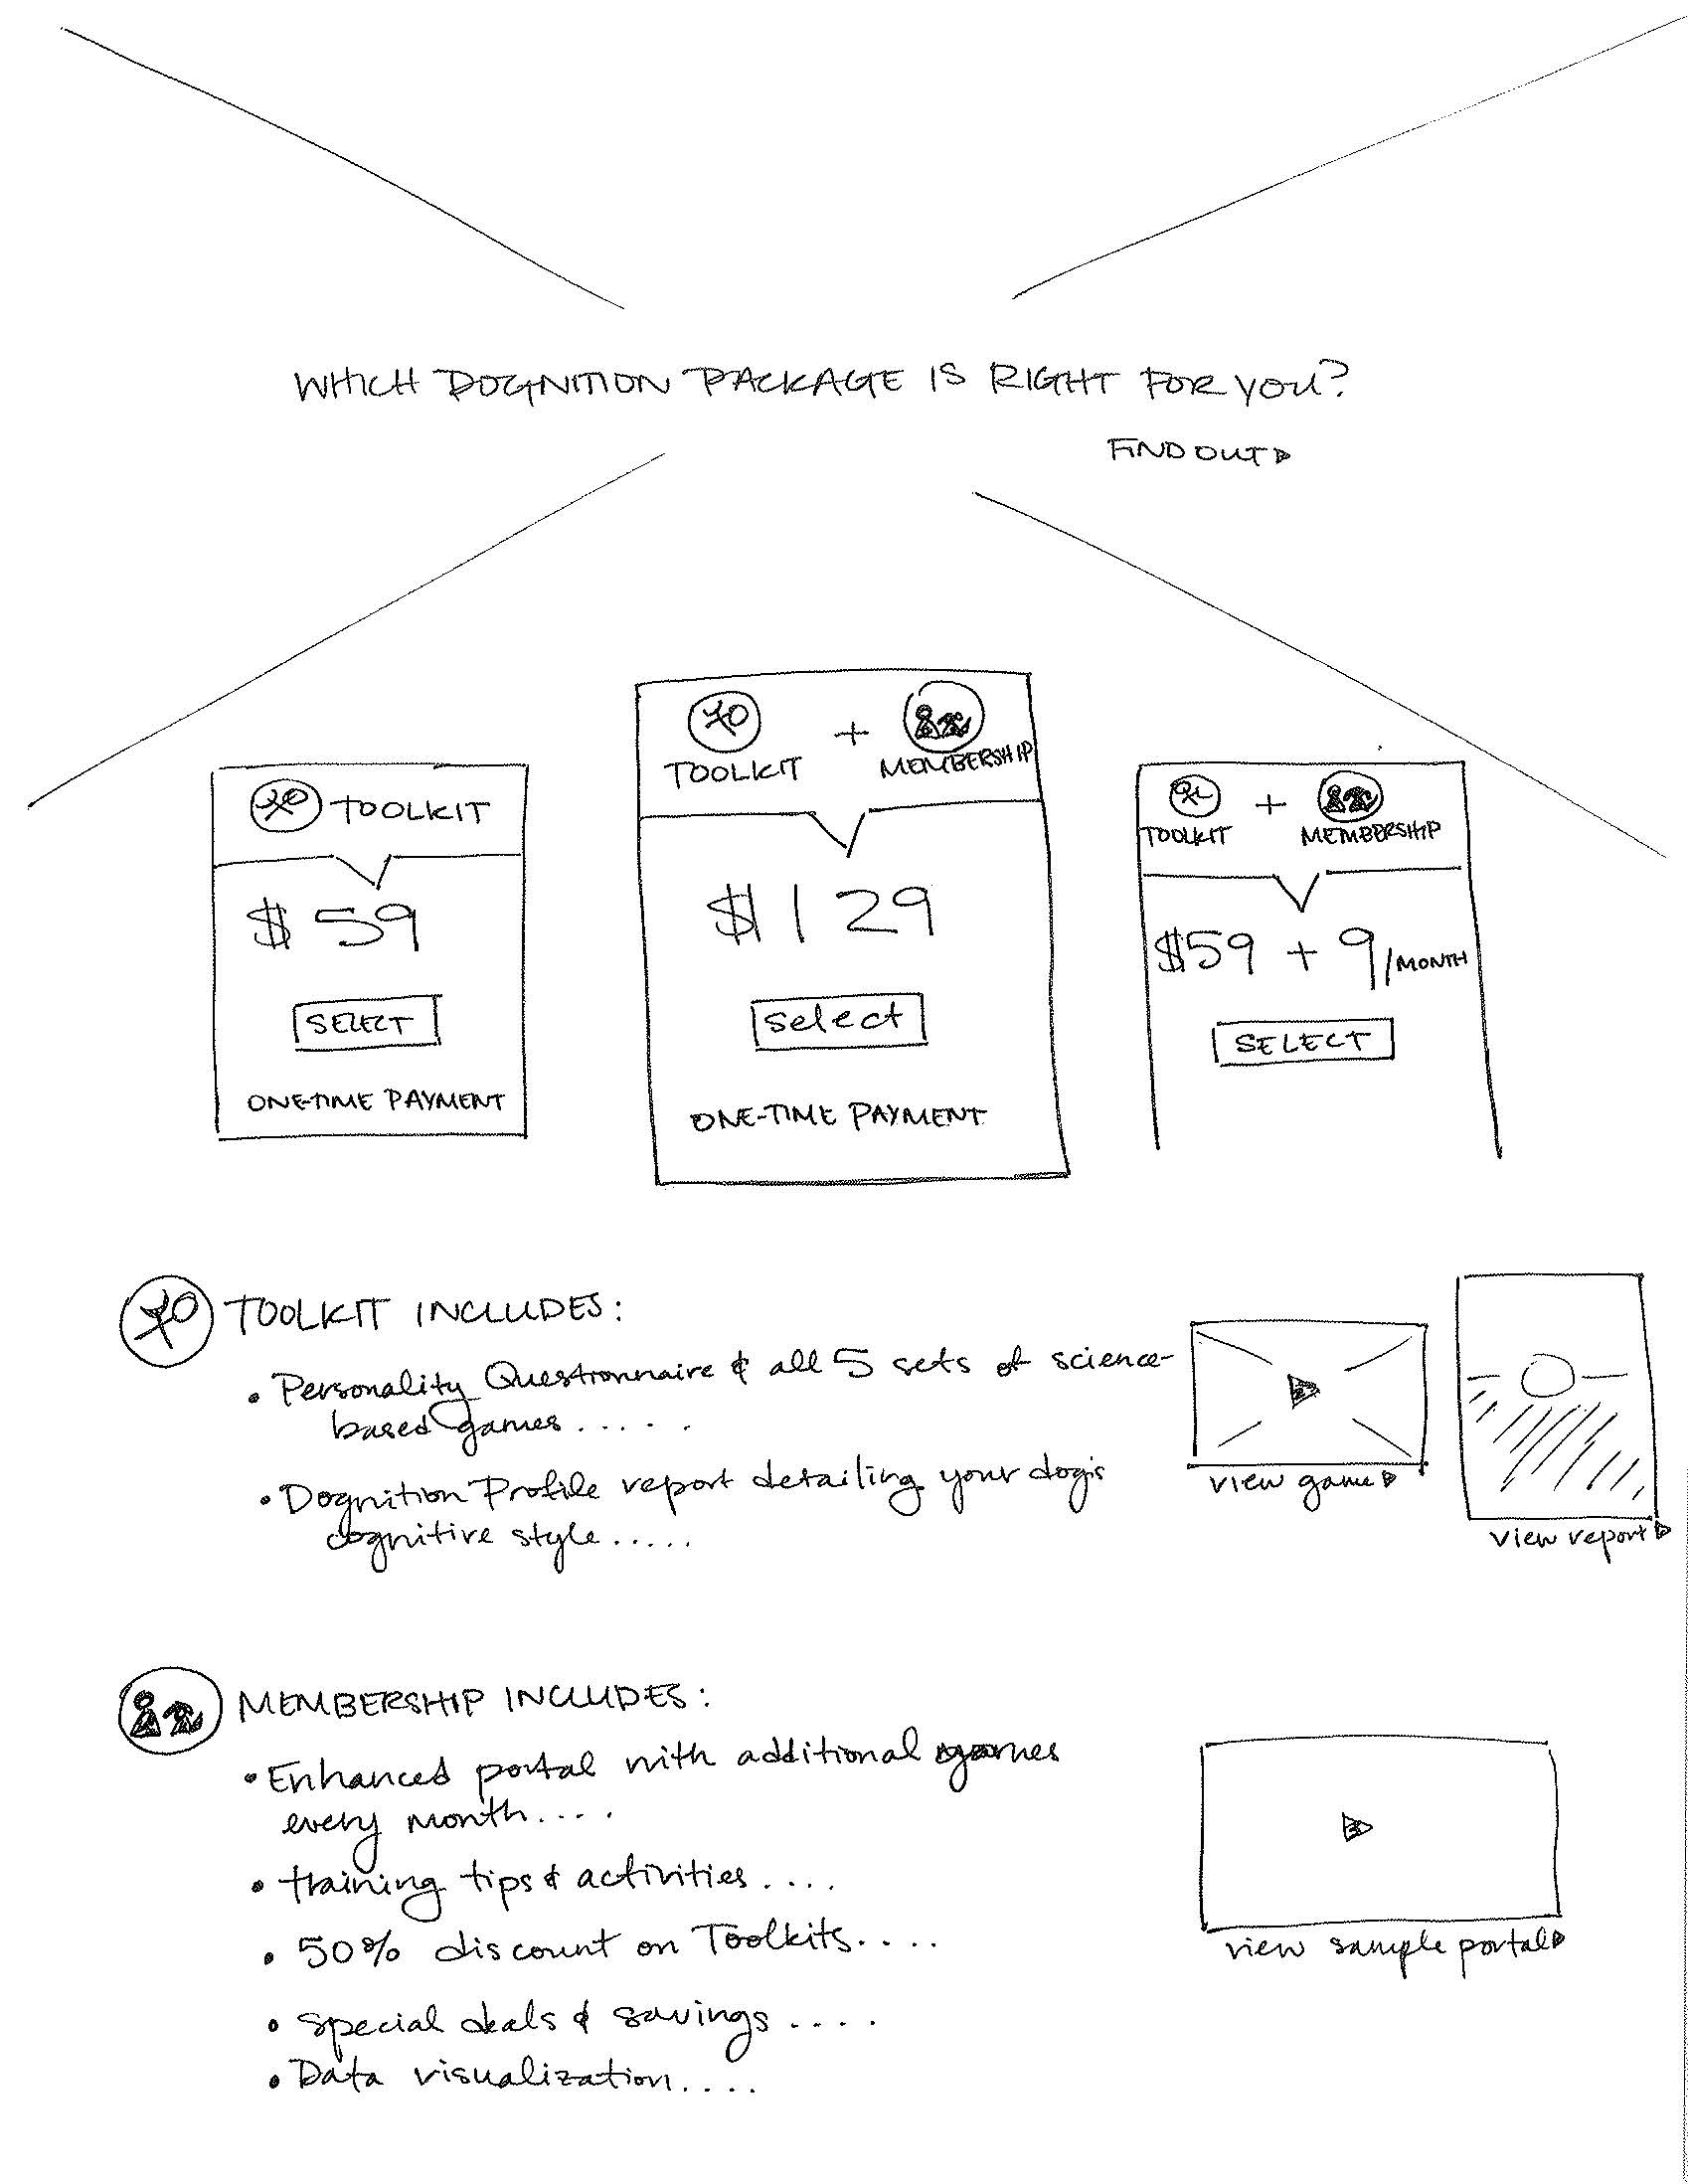 WHICH DOGNITION PACKAGE IS RIGHT FOR YOU?
FIND OUT
TOOLKIT
$59
SELECT
ONE-TIME PAYMENT
+
TOOLKIT MEMBERSHIP
$129
select
ONE-TIME PAYMENT
+
TOOLKIT MEMBERSHIP
$59 + 9/MONTH
SELECT
TOOLKIT INCLUDES:
• Personality Questionnaire & all 5 sets of science-
based games.....
• Dognition Profile report detailing your dog's
cognitive style.....
view game
view report
MEMBERSHIP INCLUDES:
• Enhanced portal with additional games
every month....
• training tips & activities....
• 50% discount on Toolkits....
• special deals & savings....
• Data visualization....
view sample portal